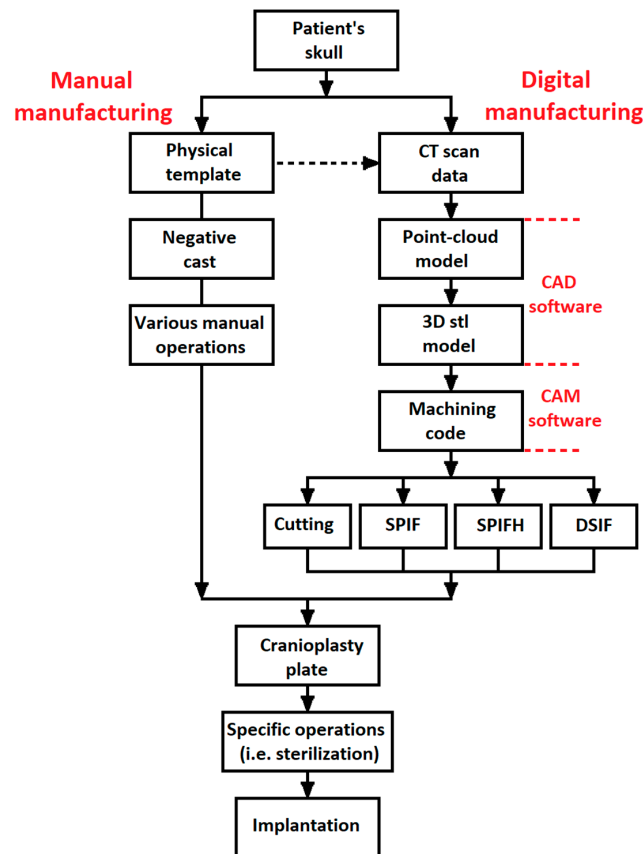 Patient's
skull
Manual
manufacturing
Digital
manufacturing
Physical
template
CT scan
data
Negative
cast
Point-cloud
model
CAD
software
Various manual
operations
3D stl
model
Machining
code
CAM
software
Cutting
SPIF
SPIFH
DSIF
Cranioplasty
plate
Specific operations
(i.e. sterilization)
Implantation